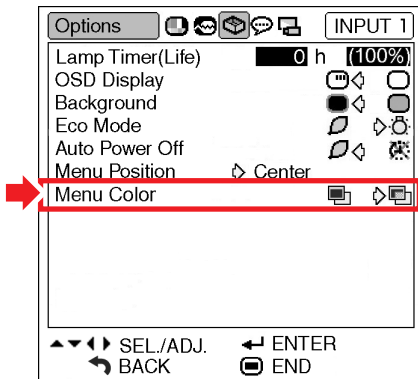 Options INPUT 1
Lamp Timer(Life) 0 h (100%)
OSD Display
Background
Eco Mode
Auto Power Off
Menu Position Center
Menu Color
SEL./ADJ. ENTER
BACK END